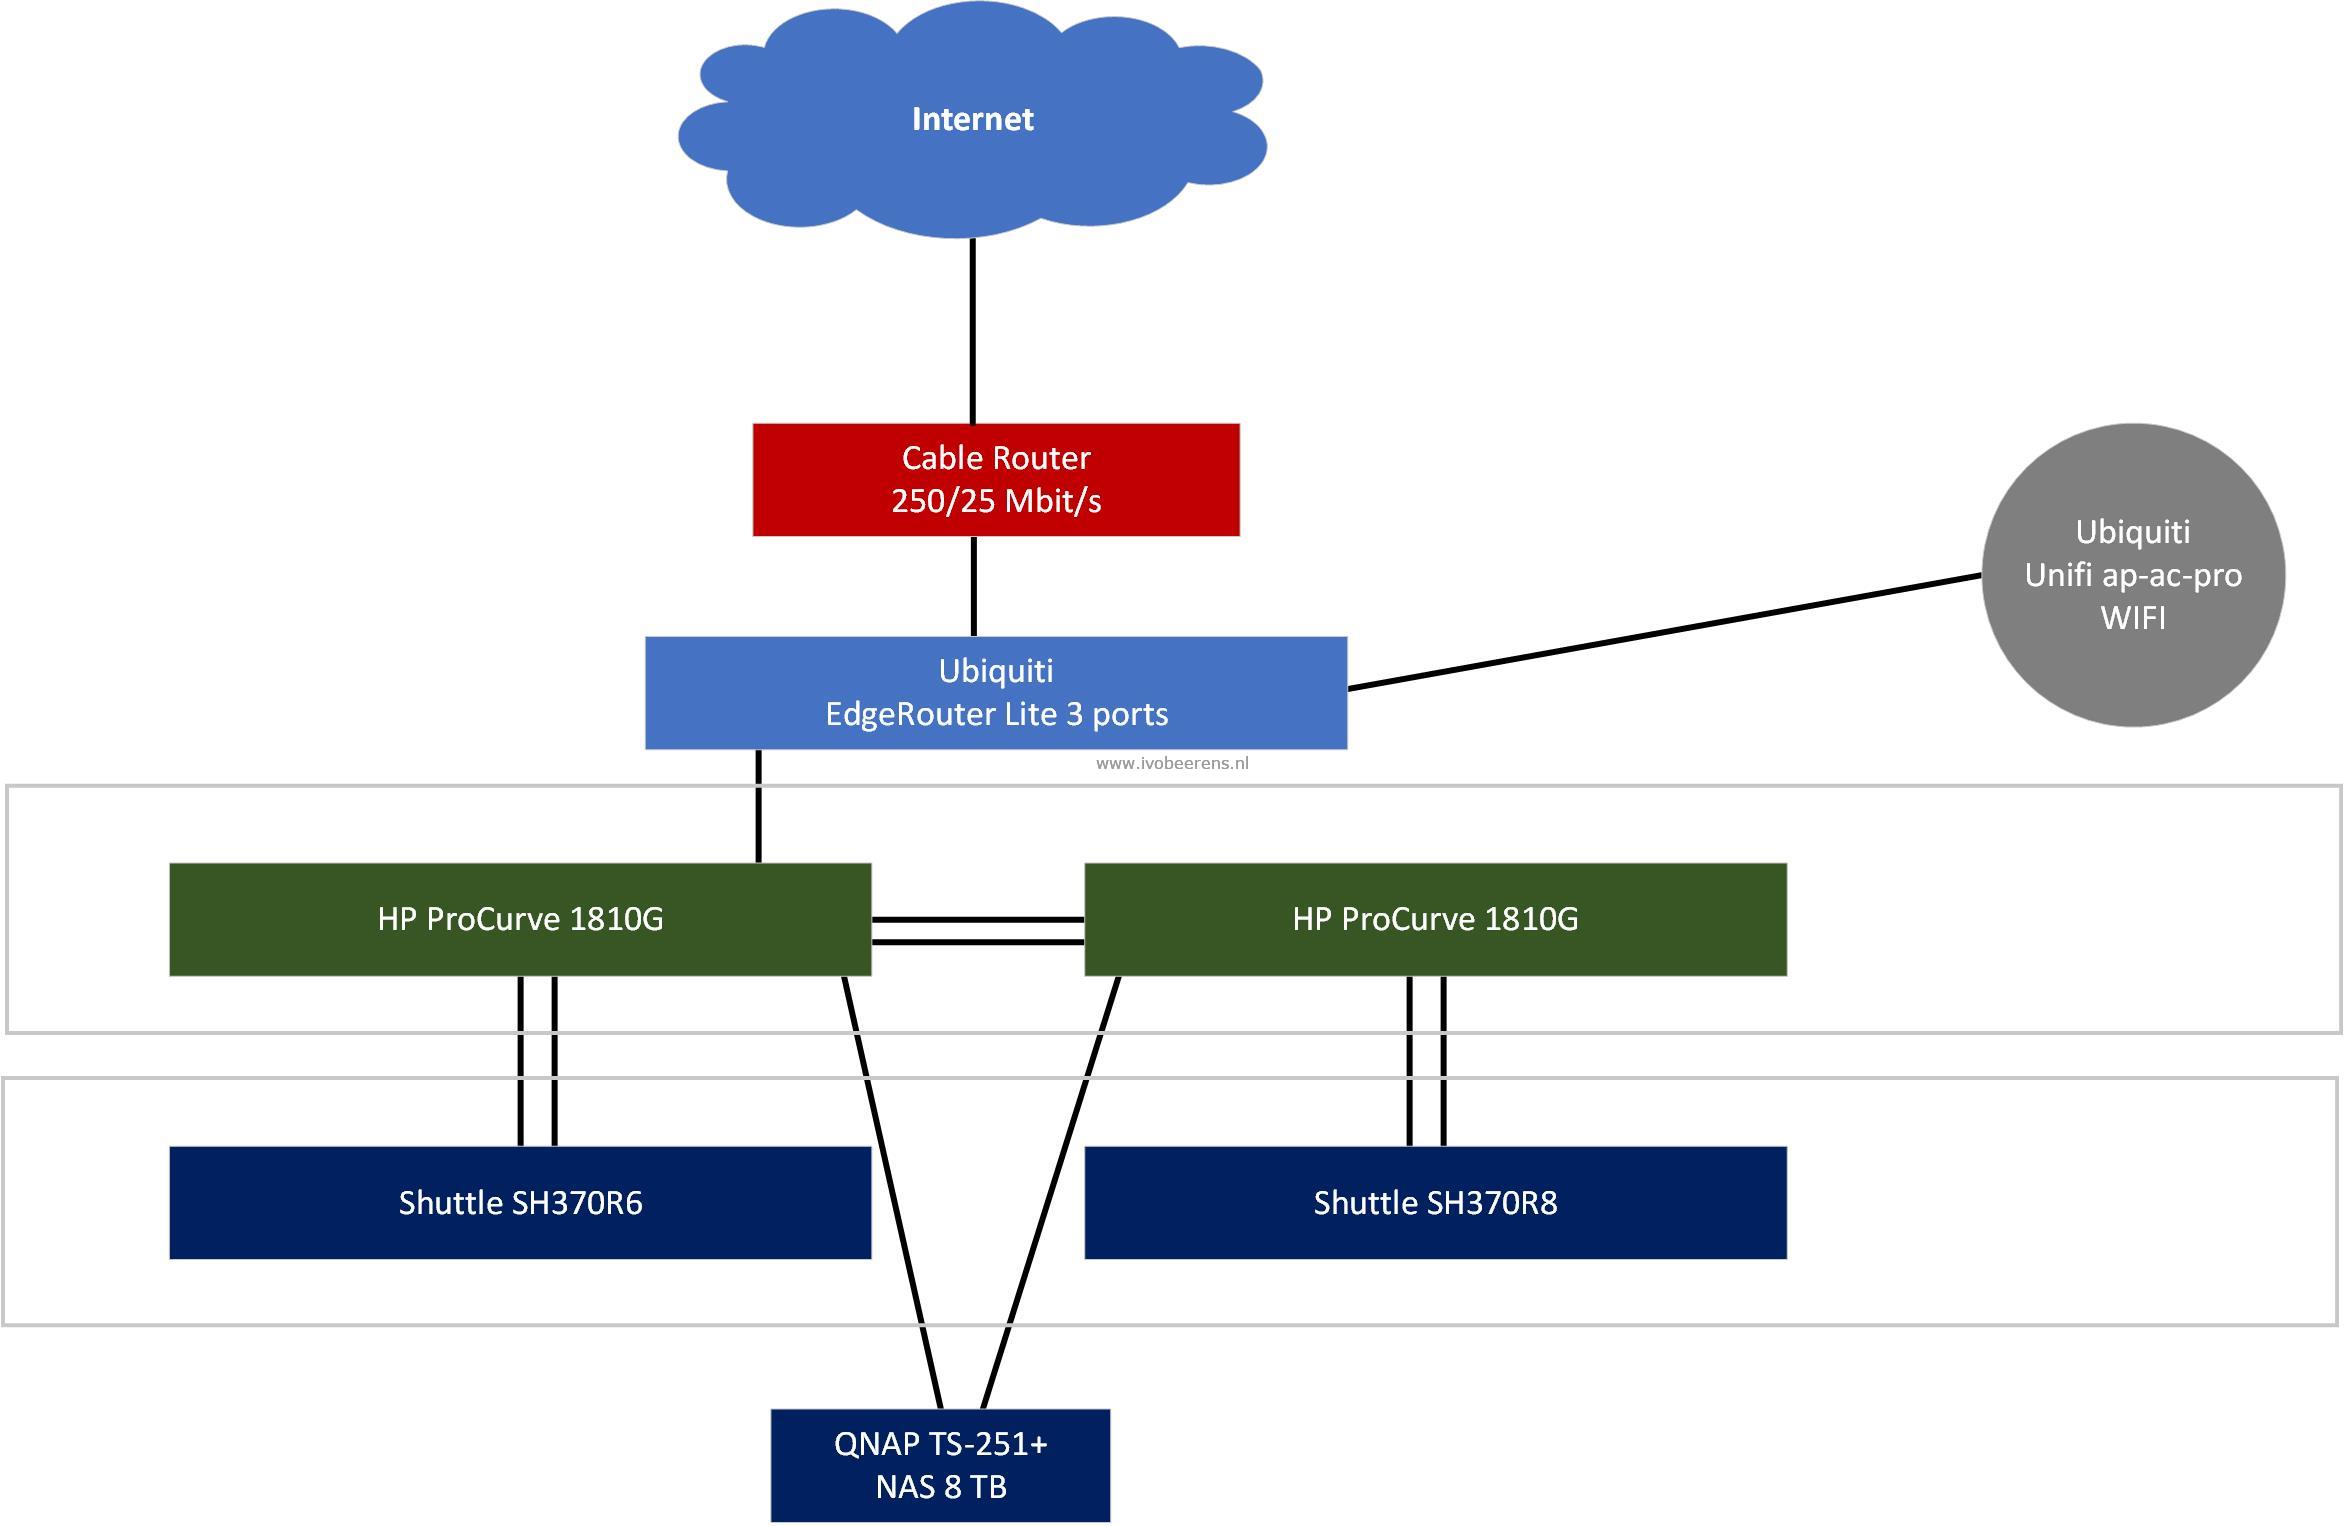 Internet
Cable Router
250/25 Mbit/s
Ubiquiti
Unifi ap-ac-pro
WIFI
Ubiquiti
EdgeRouter Lite 3 ports
www.ivobeerens.nl
HP ProCurve 1810G
HP ProCurve 1810G
Shuttle SH370R6
Shuttle SH370R8
QNAP TS-251+
NAS 8 TB